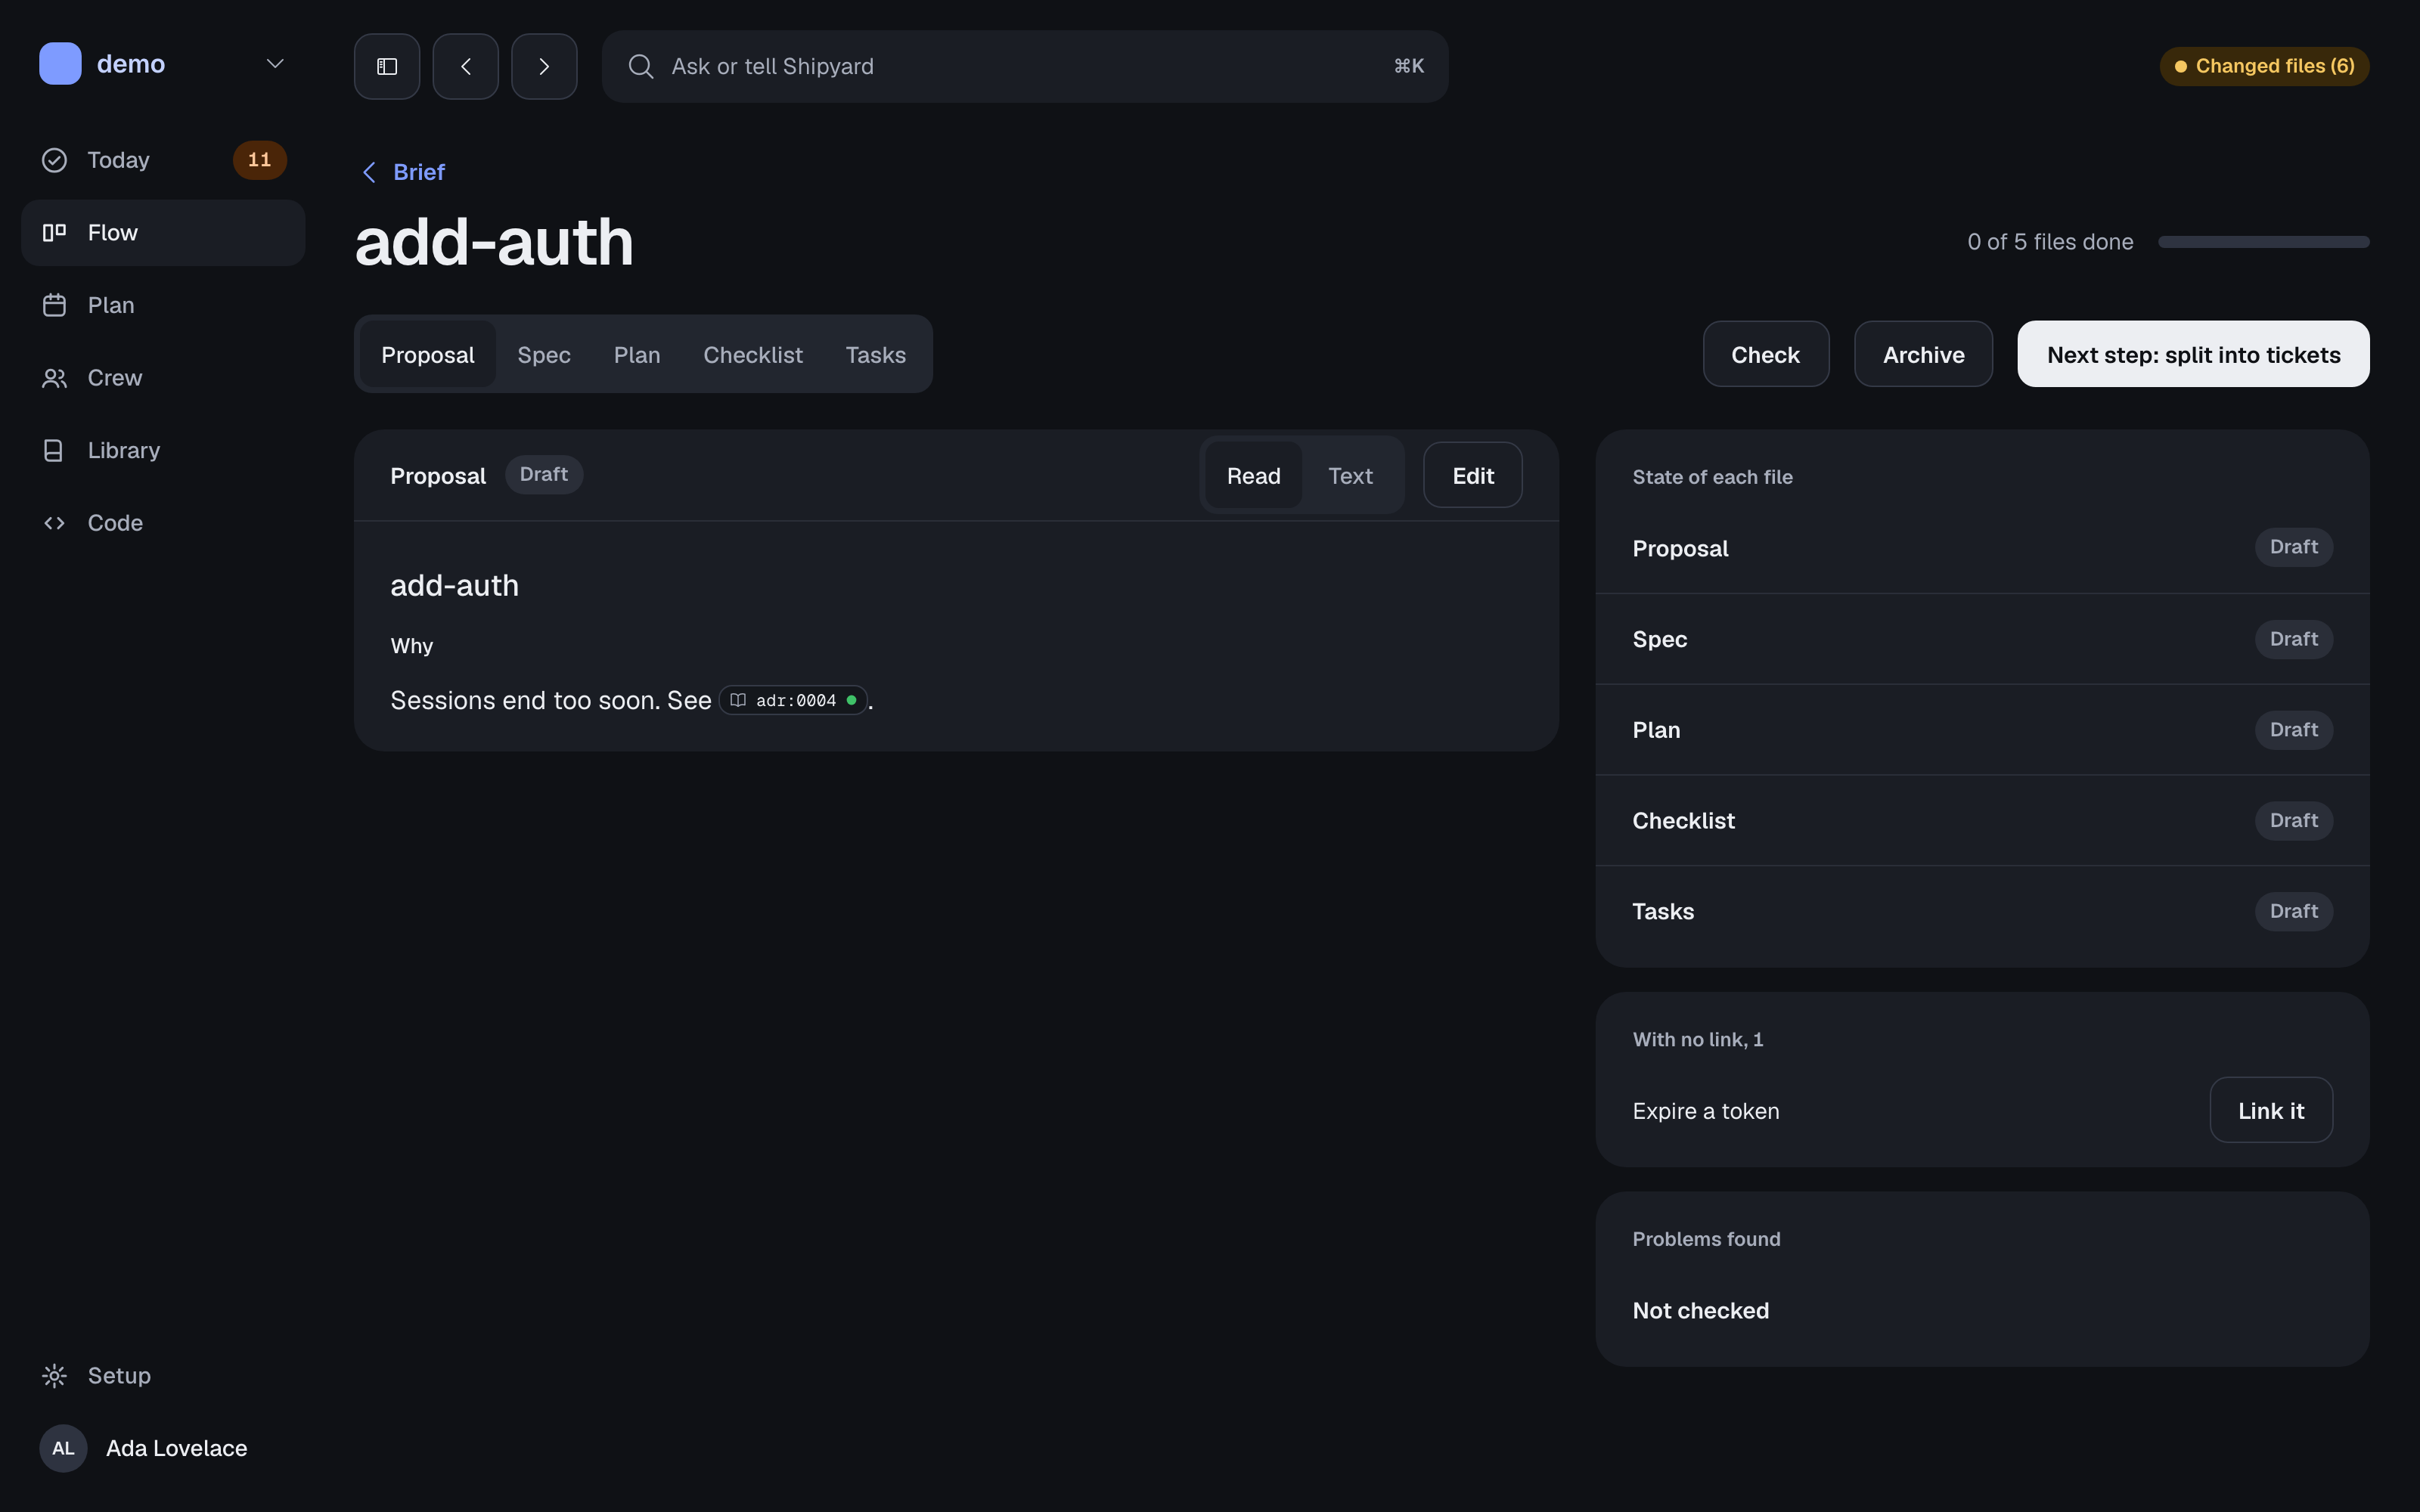 demo
Today 11
Flow
Plan
Crew
Library
Code
Setup
AL Ada Lovelace
Ask or tell Shipyard ⌘K
Changed files (6)
Brief
add-auth
0 of 5 files done
Proposal Spec Plan Checklist Tasks
Check Archive Next step: split into tickets
Proposal Draft Read Text Edit
add-auth
Why
Sessions end too soon. See adr:0004.
State of each file
Proposal Draft
Spec Draft
Plan Draft
Checklist Draft
Tasks Draft
With no link, 1
Expire a token Link it
Problems found
Not checked